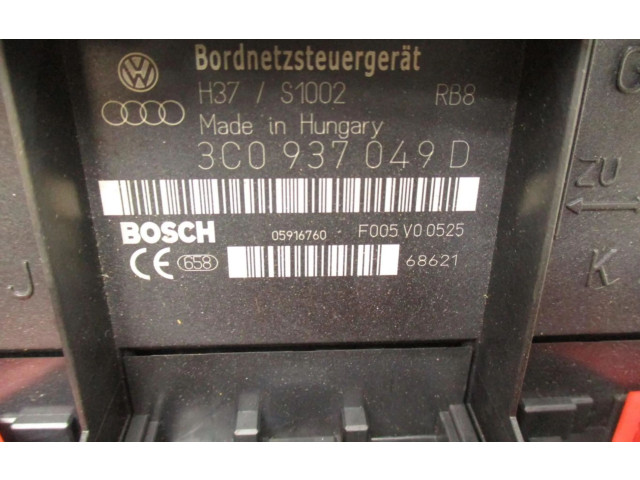 Bordnetzsteuergerät
H37 / S1002 RB8
Made in Hungary
3C0 937 049 D
BOSCH 05916760 F005 V0 0525
CE 658 68621
J
G
ZU
K